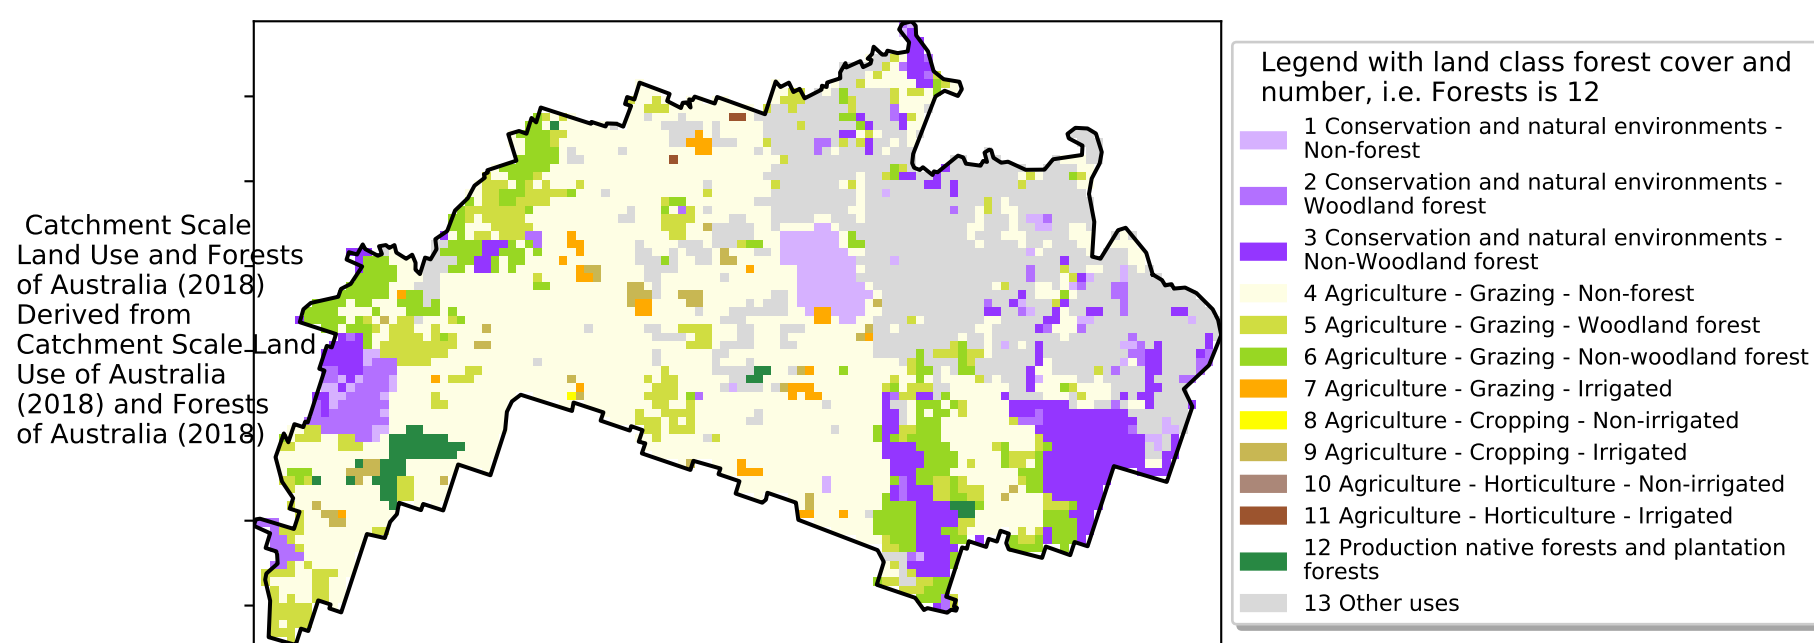 Catchment Scale
Land Use and Forests
of Australia (2018)
Derived from
Catchment Scale Land
Use of Australia
(2018) and Forests
of Australia (2018)
Legend with land class forest cover and
number, i.e. Forests is 12
1 Conservation and natural environments -
Non-forest
2 Conservation and natural environments -
Woodland forest
3 Conservation and natural environments -
Non-Woodland forest
4 Agriculture - Grazing - Non-forest
5 Agriculture - Grazing - Woodland forest
6 Agriculture - Grazing - Non-woodland forest
7 Agriculture - Grazing - Irrigated
8 Agriculture - Cropping - Non-irrigated
9 Agriculture - Cropping - Irrigated
10 Agriculture - Horticulture - Non-irrigated
11 Agriculture - Horticulture - Irrigated
12 Production native forests and plantation
forests
13 Other uses